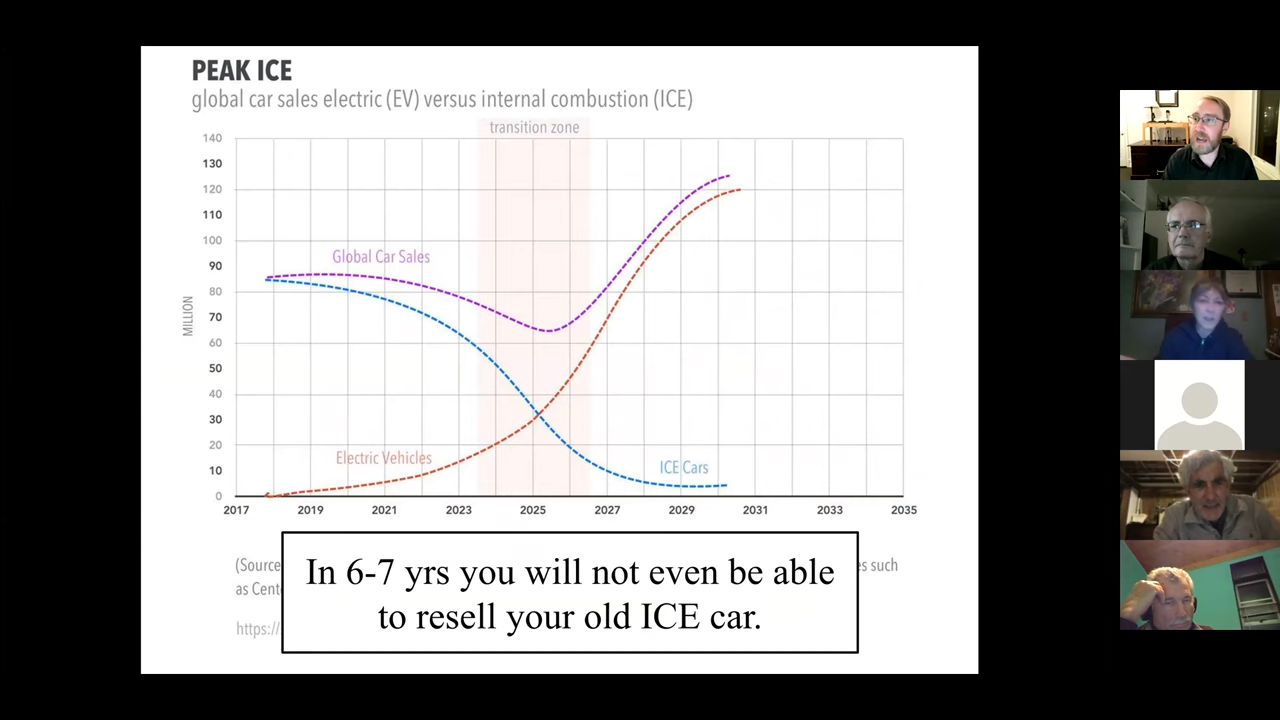 PEAK ICE
global car sales electric (EV) versus internal combustion (ICE)
transition zone
140
130
120
110
100
90
80
70
60
50
40
30
20
10
0
MILLION
Global Car Sales
Electric Vehicles
ICE Cars
2017 2019 2021 2023 2025 2027 2029 2031 2033 2035
(Source
such
as
https://
In 6-7 yrs you will not even be able
to resell your old ICE car.